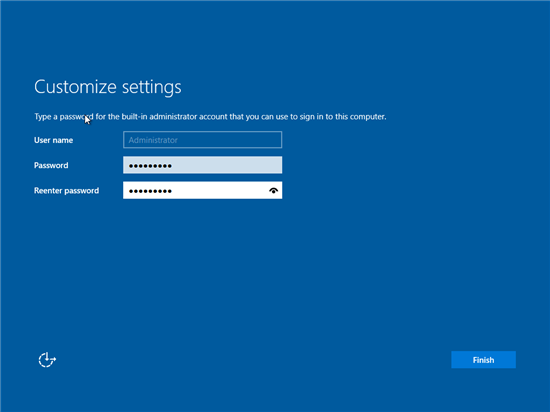 Customize settings
Type a password for the built-in administrator account that you can use to sign in to this computer.
User name Administrator
Password •••••••••
Reenter password •••••••••
Finish